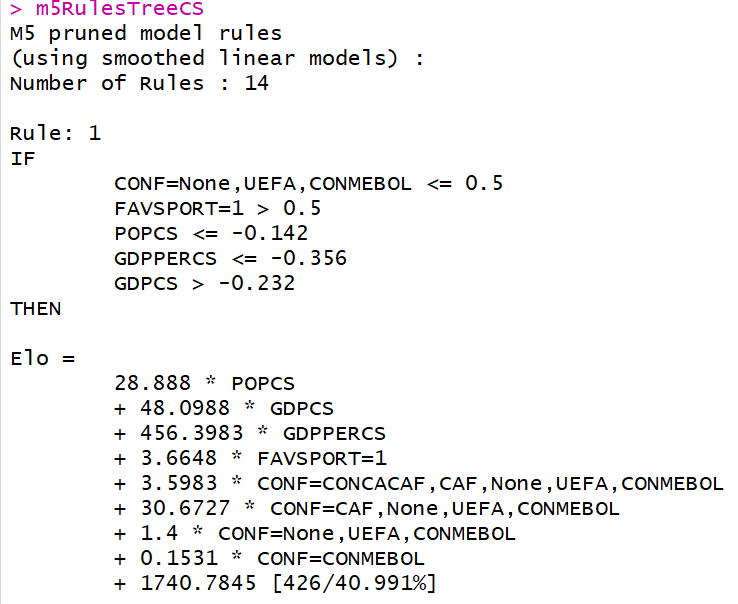 > m5RulesTreeCS
M5 pruned model rules
(using smoothed linear models) :
Number of Rules : 14
Rule: 1
IF
CONF=None,UEFA,CONMEBOL <= 0.5
FAVSPORT=1 > 0.5
POPCS <= -0.142
GDPPERCS <= -0.356
GDPCS > -0.232
THEN
Elo =
28.888 * POPCS
+ 48.0988 * GDPCS
+ 456.3983 * GDPPERCS
+ 3.6648 * FAVSPORT=1
+ 3.5983 * CONF=CONCACAF,CAF,None,UEFA,CONMEBOL
+ 30.6727 * CONF=CAF,None,UEFA,CONMEBOL
+ 1.4 * CONF=None,UEFA,CONMEBOL
+ 0.1531 * CONF=CONMEBOL
+ 1740.7845 [426/40.991%]